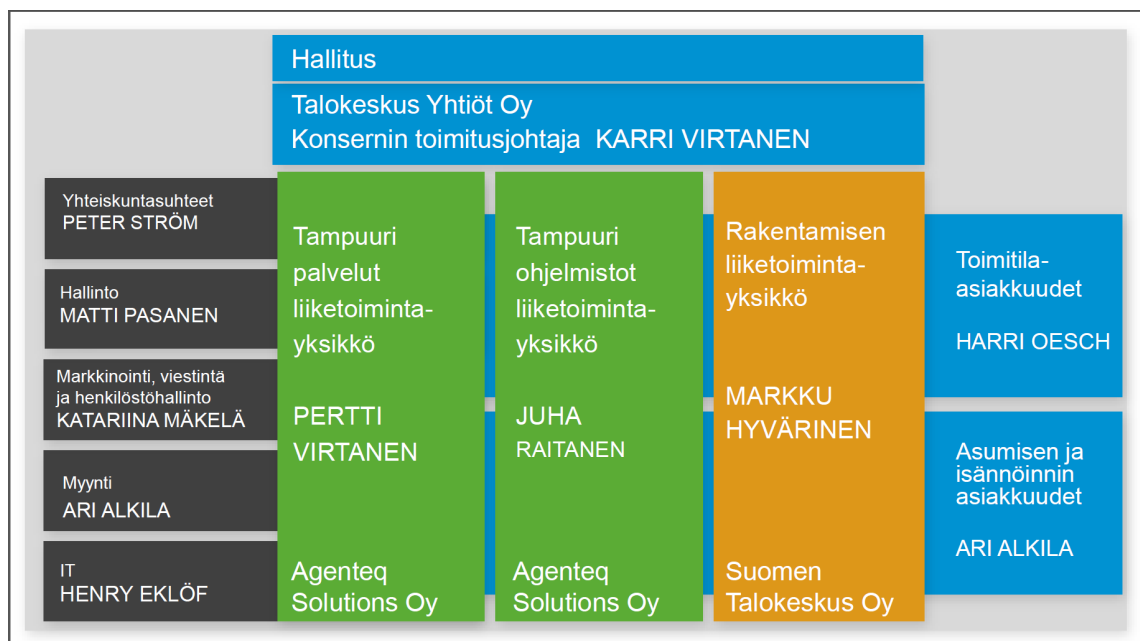 Hallitus
Talokeskus Yhtiöt Oy
Konsernin toimitusjohtaja KARRI VIRTANEN
Yhteiskuntasuhteet
PETER STRÖM
Hallinto
MATTI PASANEN
Markkinointi, viestintä
ja henkilöstöhallinto
KATARIINA MÄKELÄ
Myynti
ARI ALKILA
IT
HENRY EKLÖF
Tampuuri
palvelut
liiketoiminta-
yksikkö
PERTTI
VIRTANEN
Agenteq
Solutions Oy
Tampuuri
ohjelmistot
liiketoiminta-
yksikkö
JUHA
RAITANEN
Agenteq
Solutions Oy
Rakentamisen
liiketoiminta-
yksikkö
MARKKU
HYVÄRINEN
Suomen
Talokeskus Oy
Toimitila-
asiakkuudet
HARRI OESCH
Asumisen ja
isännöinnin
asiakkuudet
ARI ALKILA